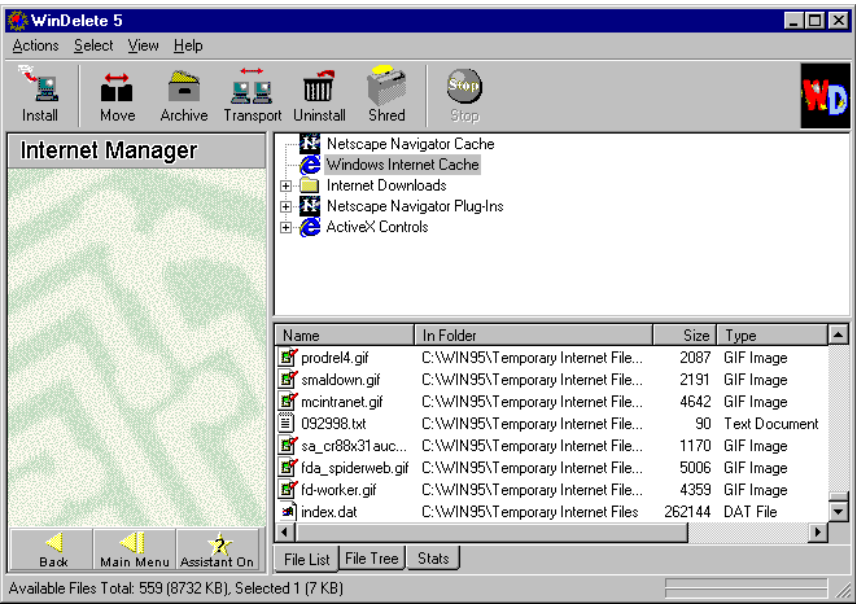 WinDelete 5
Actions Select View Help
Install Move Archive Transport Uninstall Shred Stop Stop
WD
Internet Manager
Netscape Navigator Cache
Windows Internet Cache
Internet Downloads
Netscape Navigator Plug-Ins
ActiveX Controls
Name In Folder Size Type
prodrel4.gif C:\WIN95\Temporary Internet File... 2087 GIF Image
smaldown.gif C:\WIN95\Temporary Internet File... 2191 GIF Image
mcintranet.gif C:\WIN95\Temporary Internet File... 4642 GIF Image
092998.txt C:\WIN95\Temporary Internet File... 90 Text Document
sa_cr88x31auc... C:\WIN95\Temporary Internet File... 1170 GIF Image
fda_spiderweb.gif C:\WIN95\Temporary Internet File... 5006 GIF Image
fd-worker.gif C:\WIN95\Temporary Internet File... 4359 GIF Image
index.dat C:\WIN95\Temporary Internet Files 262144 DAT File
Back Main Menu Assistant On
File List File Tree Stats
Available Files Total: 559 (8732 KB), Selected 1 (7 KB)